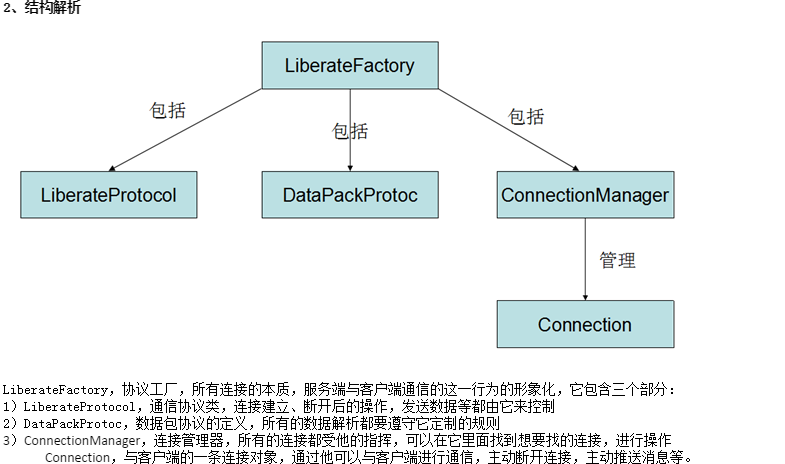 2、结构解析
LiberateFactory
包括
包括
包括
LiberateProtocol
DataPackProtoc
ConnectionManager
管理
Connection
LiberateFactory，协议工厂，所有连接的本质，服务端与客户端通信的这一行为的形象化，它包含三个部分：
1）LiberateProtocol，通信协议类，连接建立、断开后的操作，发送数据等都由它来控制
2）DataPackProtoc，数据包协议的定义，所有的数据解析都要遵守它定制的规则
3）ConnectionManager，连接管理器，所有的连接都受他的指挥，可以在它里面找到想要找的连接，进行操作
Connection，与客户端的一条连接对象，通过他可以与客户端进行通信，主动断开连接，主动推送消息等。